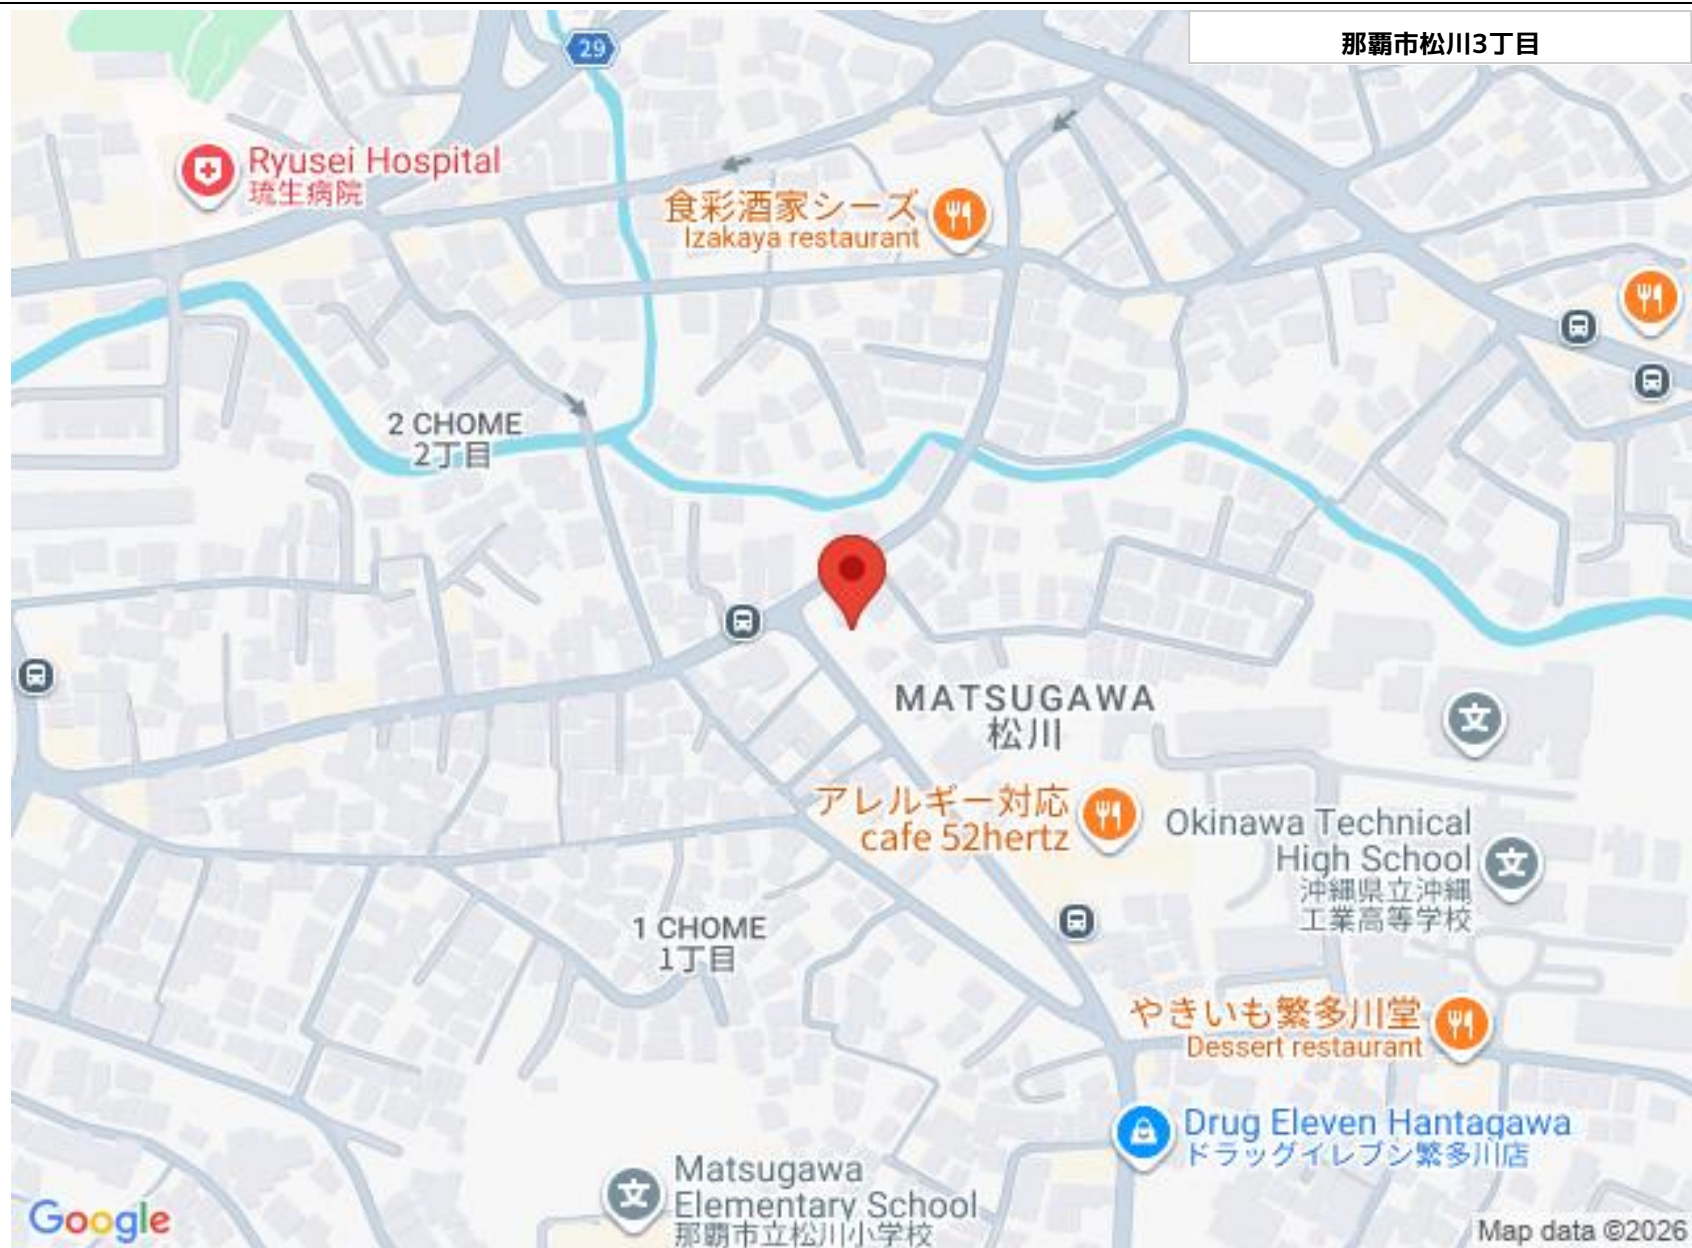 那覇市松川3丁目
29
Ryusei Hospital
琉生病院
食彩酒家シーズ
Izakaya restaurant
2 CHOME
2丁目
MATSUGAWA
松川
アレルギー対応
cafe 52hertz
Okinawa Technical
High School
沖縄県立沖縄
工業高等学校
文
文
1 CHOME
1丁目
やきいも繁多川堂
Dessert restaurant
Drug Eleven Hantagawa
ドラッグイレブン繁多川店
文
Matsugawa
Elementary School
那覇市立松川小学校
Google
Map data ©2026